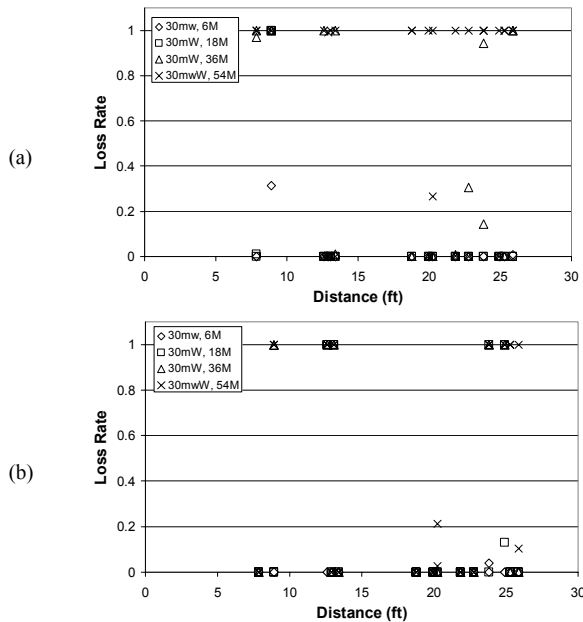 (a)
Loss Rate
1
0.8
0.6
0.4
0.2
0
30mw, 6M
30mW, 18M
30mW, 36M
30mwW, 54M
0 5 10 15 20 25 30
Distance (ft)
(b)
Loss Rate
1
0.8
0.6
0.4
0.2
0
30mw, 6M
30mW, 18M
30mW, 36M
30mwW, 54M
0 5 10 15 20 25 30
Distance (ft)